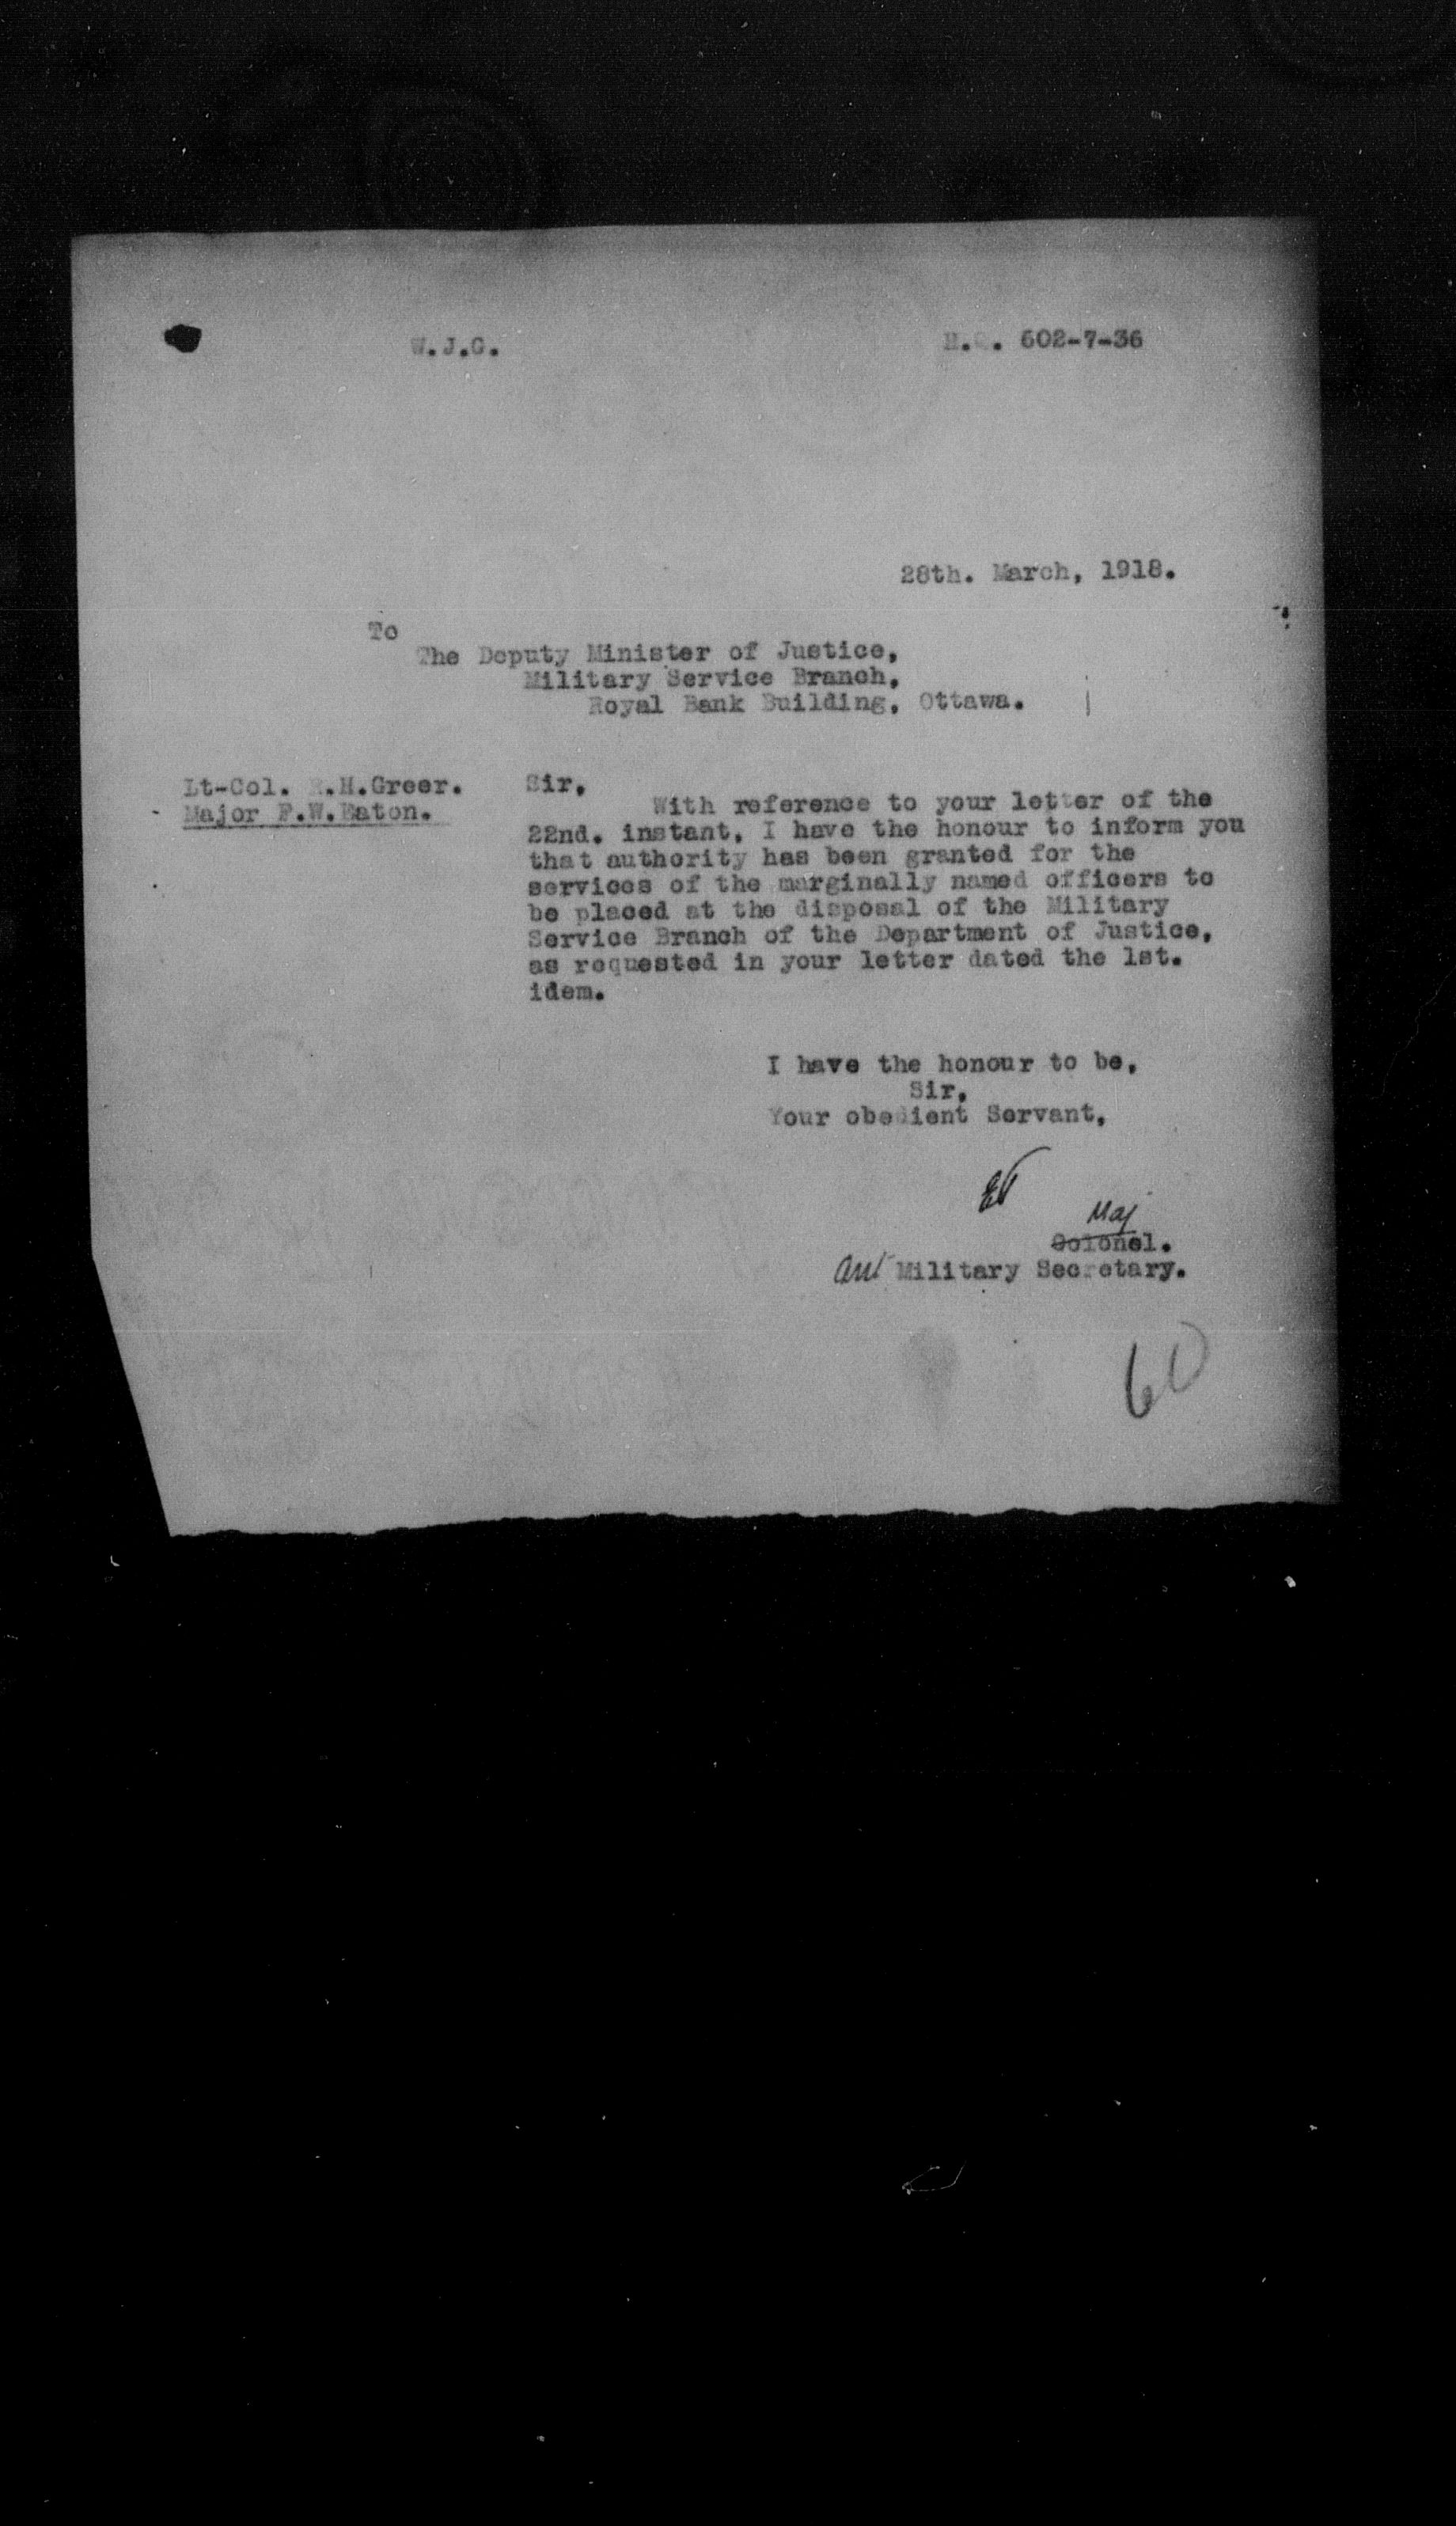 W.J.G.
H.Q. 602-7-36
28th. March, 1918.
To
The Deputy Minister of Justice,
Military Service Branch,
Royal Bank Building, Ottawa.
Lt-Col. H.Greer.
Major F.W.Eaton.
Sir,
With reference to your letter of the
22nd. instant, I have the honour to inform you
that authority has been granted for the
services of the marginally named officers to
be placed at the disposal of the Military
Service Branch of the Department of Justice,
as requested in your letter dated the 1st.
idem.
I have the honour to be,
Sir,
Your obedient Servant,
Maj
Colonel.
Military Secretary.
60